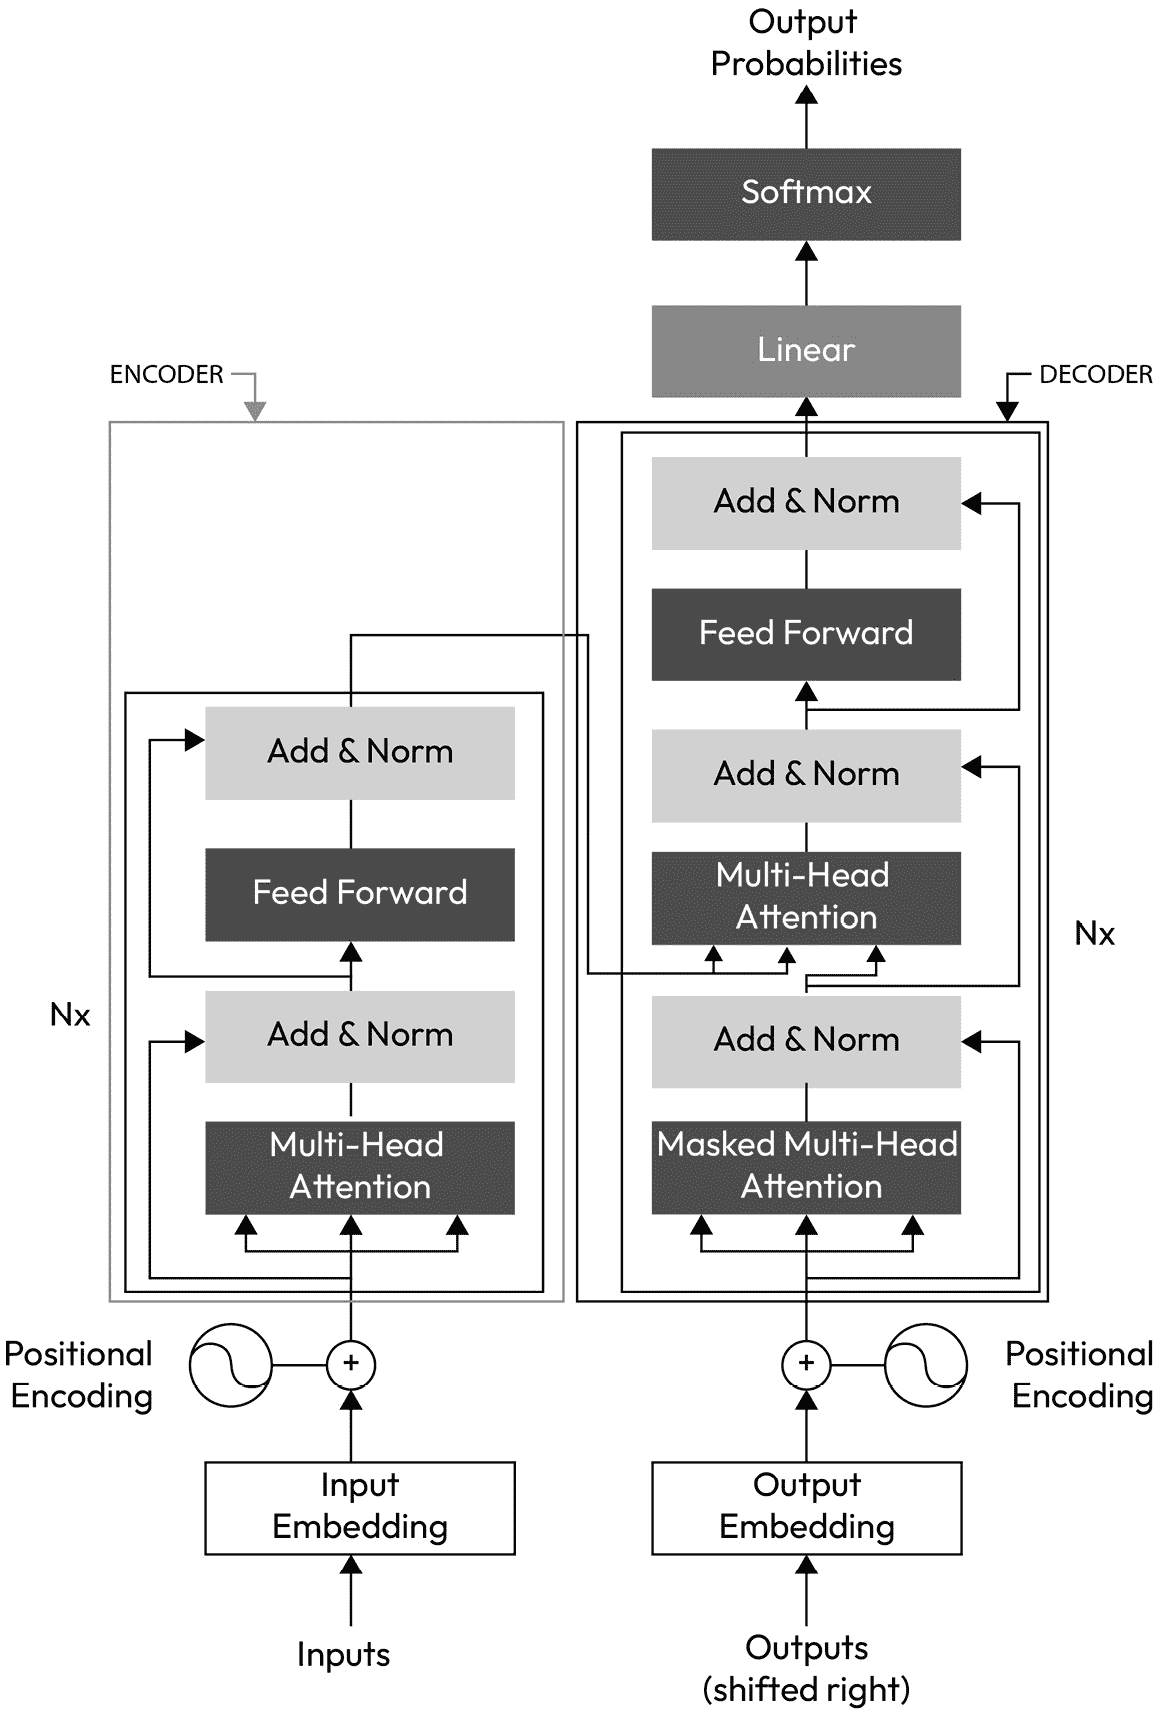 Output
Probabilities
Softmax
Linear
ENCODER
DECODER
Add & Norm
Feed Forward
Add & Norm
Multi-Head
Attention
Nx
Add & Norm
Masked Multi-Head
Attention
Add & Norm
Feed Forward
Nx
Add & Norm
Multi-Head
Attention
Positional
Encoding
+
+
Positional
Encoding
Input
Embedding
Output
Embedding
Inputs
Outputs
(shifted right)